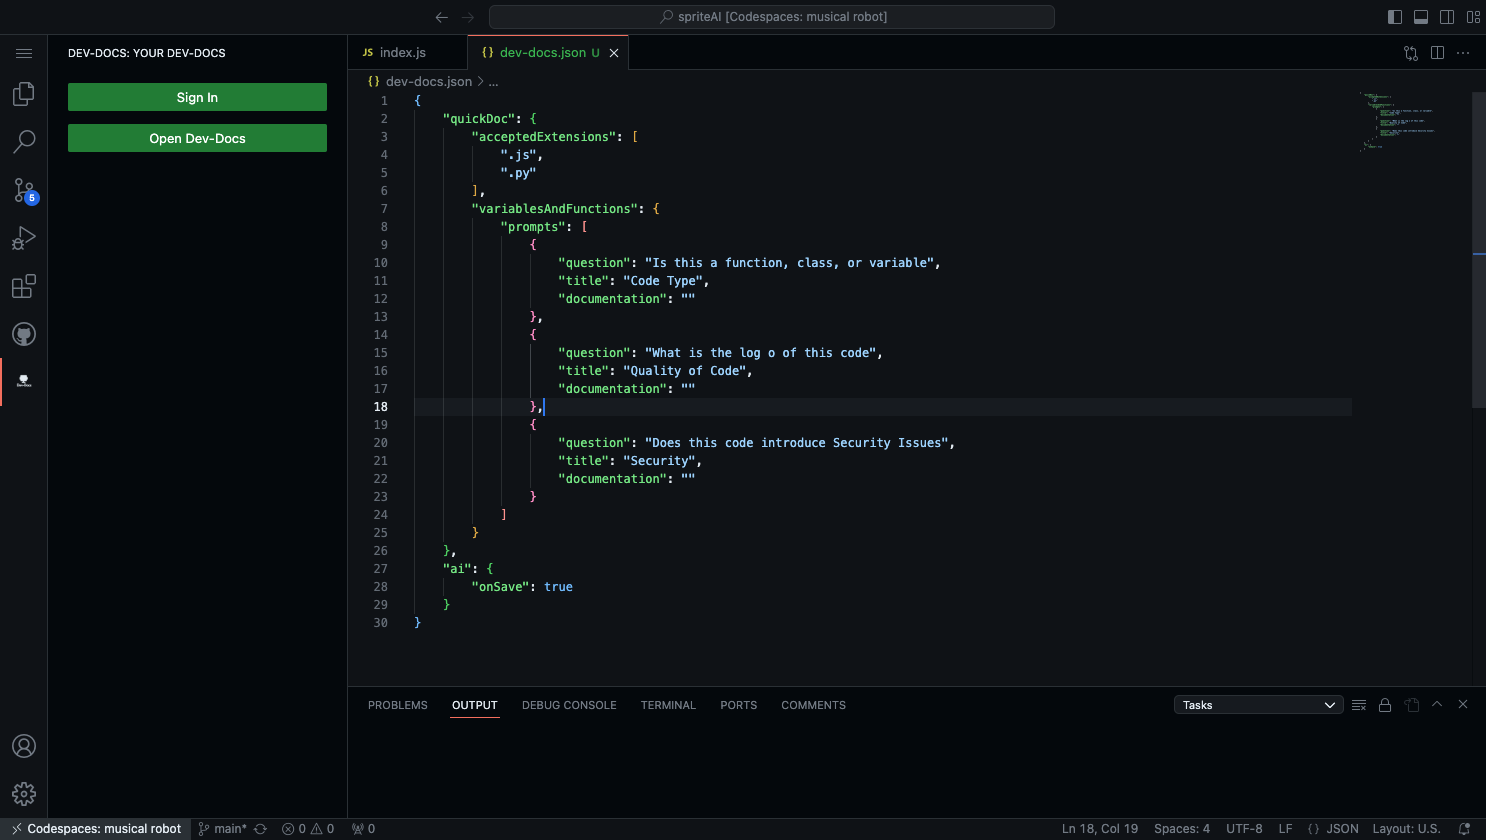 spriteAI [Codespaces: musical robot]
DEV-DOCS: YOUR DEV-DOCS
Sign In
Open Dev-Docs
5
JS index.js
{} dev-docs.json U
{} dev-docs.json > ...
1 {
2 "quickDoc": {
3 "acceptedExtensions": [
4 ".js",
5 ".py"
6 ],
7 "variablesAndFunctions": {
8 "prompts": [
9 {
10 "question": "Is this a function, class, or variable",
11 "title": "Code Type",
12 "documentation": ""
13 },
14 {
15 "question": "What is the log o of this code",
16 "title": "Quality of Code",
17 "documentation": ""
18 },
19 {
20 "question": "Does this code introduce Security Issues",
21 "title": "Security",
22 "documentation": ""
23 }
24 ]
25 }
26 },
27 "ai": {
28 "onSave": true
29 }
30 }
PROBLEMS OUTPUT DEBUG CONSOLE TERMINAL PORTS COMMENTS Tasks
Codespaces: musical robot main* 0 0 0 Ln 18, Col 19 Spaces: 4 UTF-8 LF {} JSON Layout: U.S.